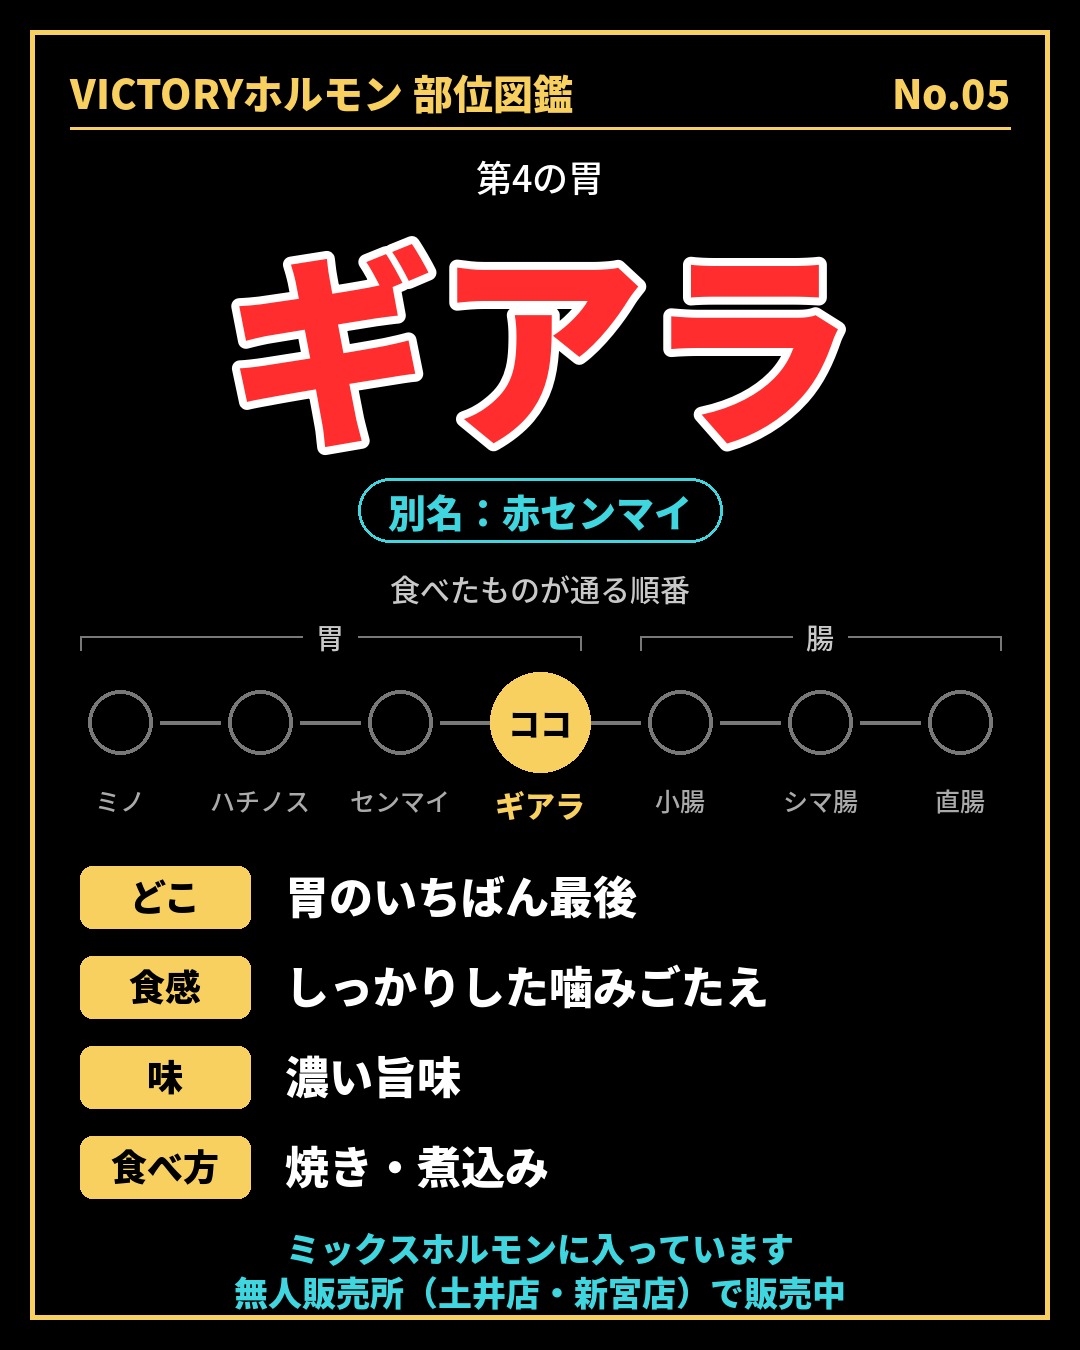 VICTORYホルモン 部位図鑑 No.05
第4の胃
ギアラ
別名：赤センマイ
食べたものが通る順番
胃 腸
ココ
ミノ ハチノス センマイ ギアラ 小腸 シマ腸 直腸
どこ 胃のいちばん最後
食感 しっかりした噛みごたえ
味 濃い旨味
食べ方 焼き・煮込み
ミックスホルモンに入っています
無人販売所（土井店・新宮店）で販売中